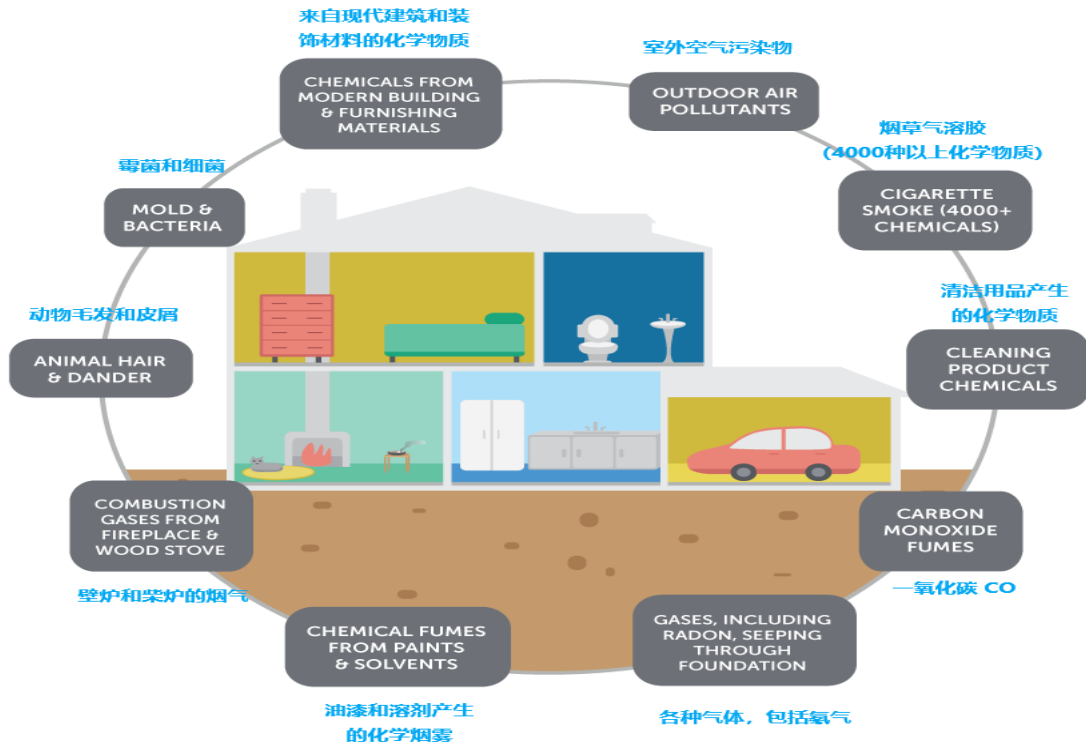 来自现代建筑和装
饰材料的化学物质
CHEMICALS FROM
MODERN BUILDING
& FURNISHING
MATERIALS
室外空气污染物
OUTDOOR AIR
POLLUTANTS
烟草气溶胶
(4000种以上化学物质)
CIGARETTE
SMOKE (4000+
CHEMICALS)
霉菌和细菌
MOLD &
BACTERIA
清洁用品产生
的化学物质
CLEANING
PRODUCT
CHEMICALS
动物毛发和皮屑
ANIMAL HAIR
& DANDER
COMBUSTION
GASES FROM
FIREPLACE &
WOOD STOVE
壁炉和柴炉的烟气
CARBON
MONOXIDE
FUMES
一氧化碳 CO
CHEMICAL FUMES
FROM PAINTS
& SOLVENTS
油漆和溶剂产生
的化学烟雾
GASES, INCLUDING
RADON, SEEPING
THROUGH
FOUNDATION
各种气体，包括氡气